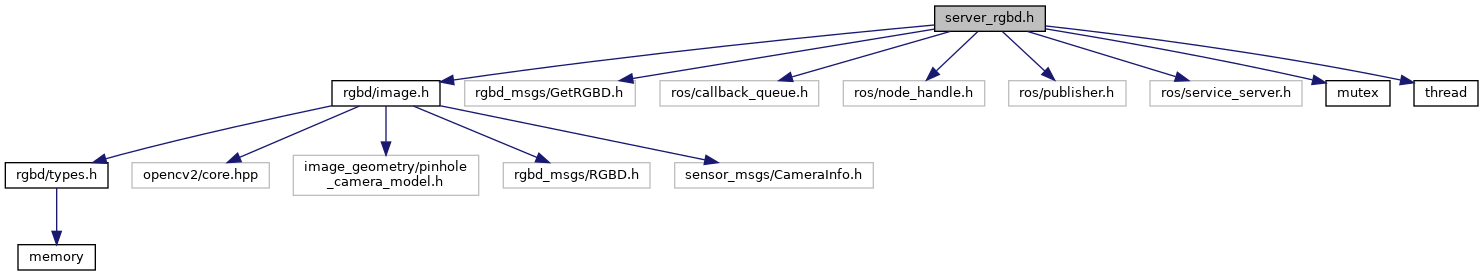 server_rgbd.h
rgbd/image.h
rgbd_msgs/GetRGBD.h
ros/callback_queue.h
ros/node_handle.h
ros/publisher.h
ros/service_server.h
mutex
thread
rgbd/types.h
opencv2/core.hpp
image_geometry/pinhole
_camera_model.h
rgbd_msgs/RGBD.h
sensor_msgs/CameraInfo.h
memory